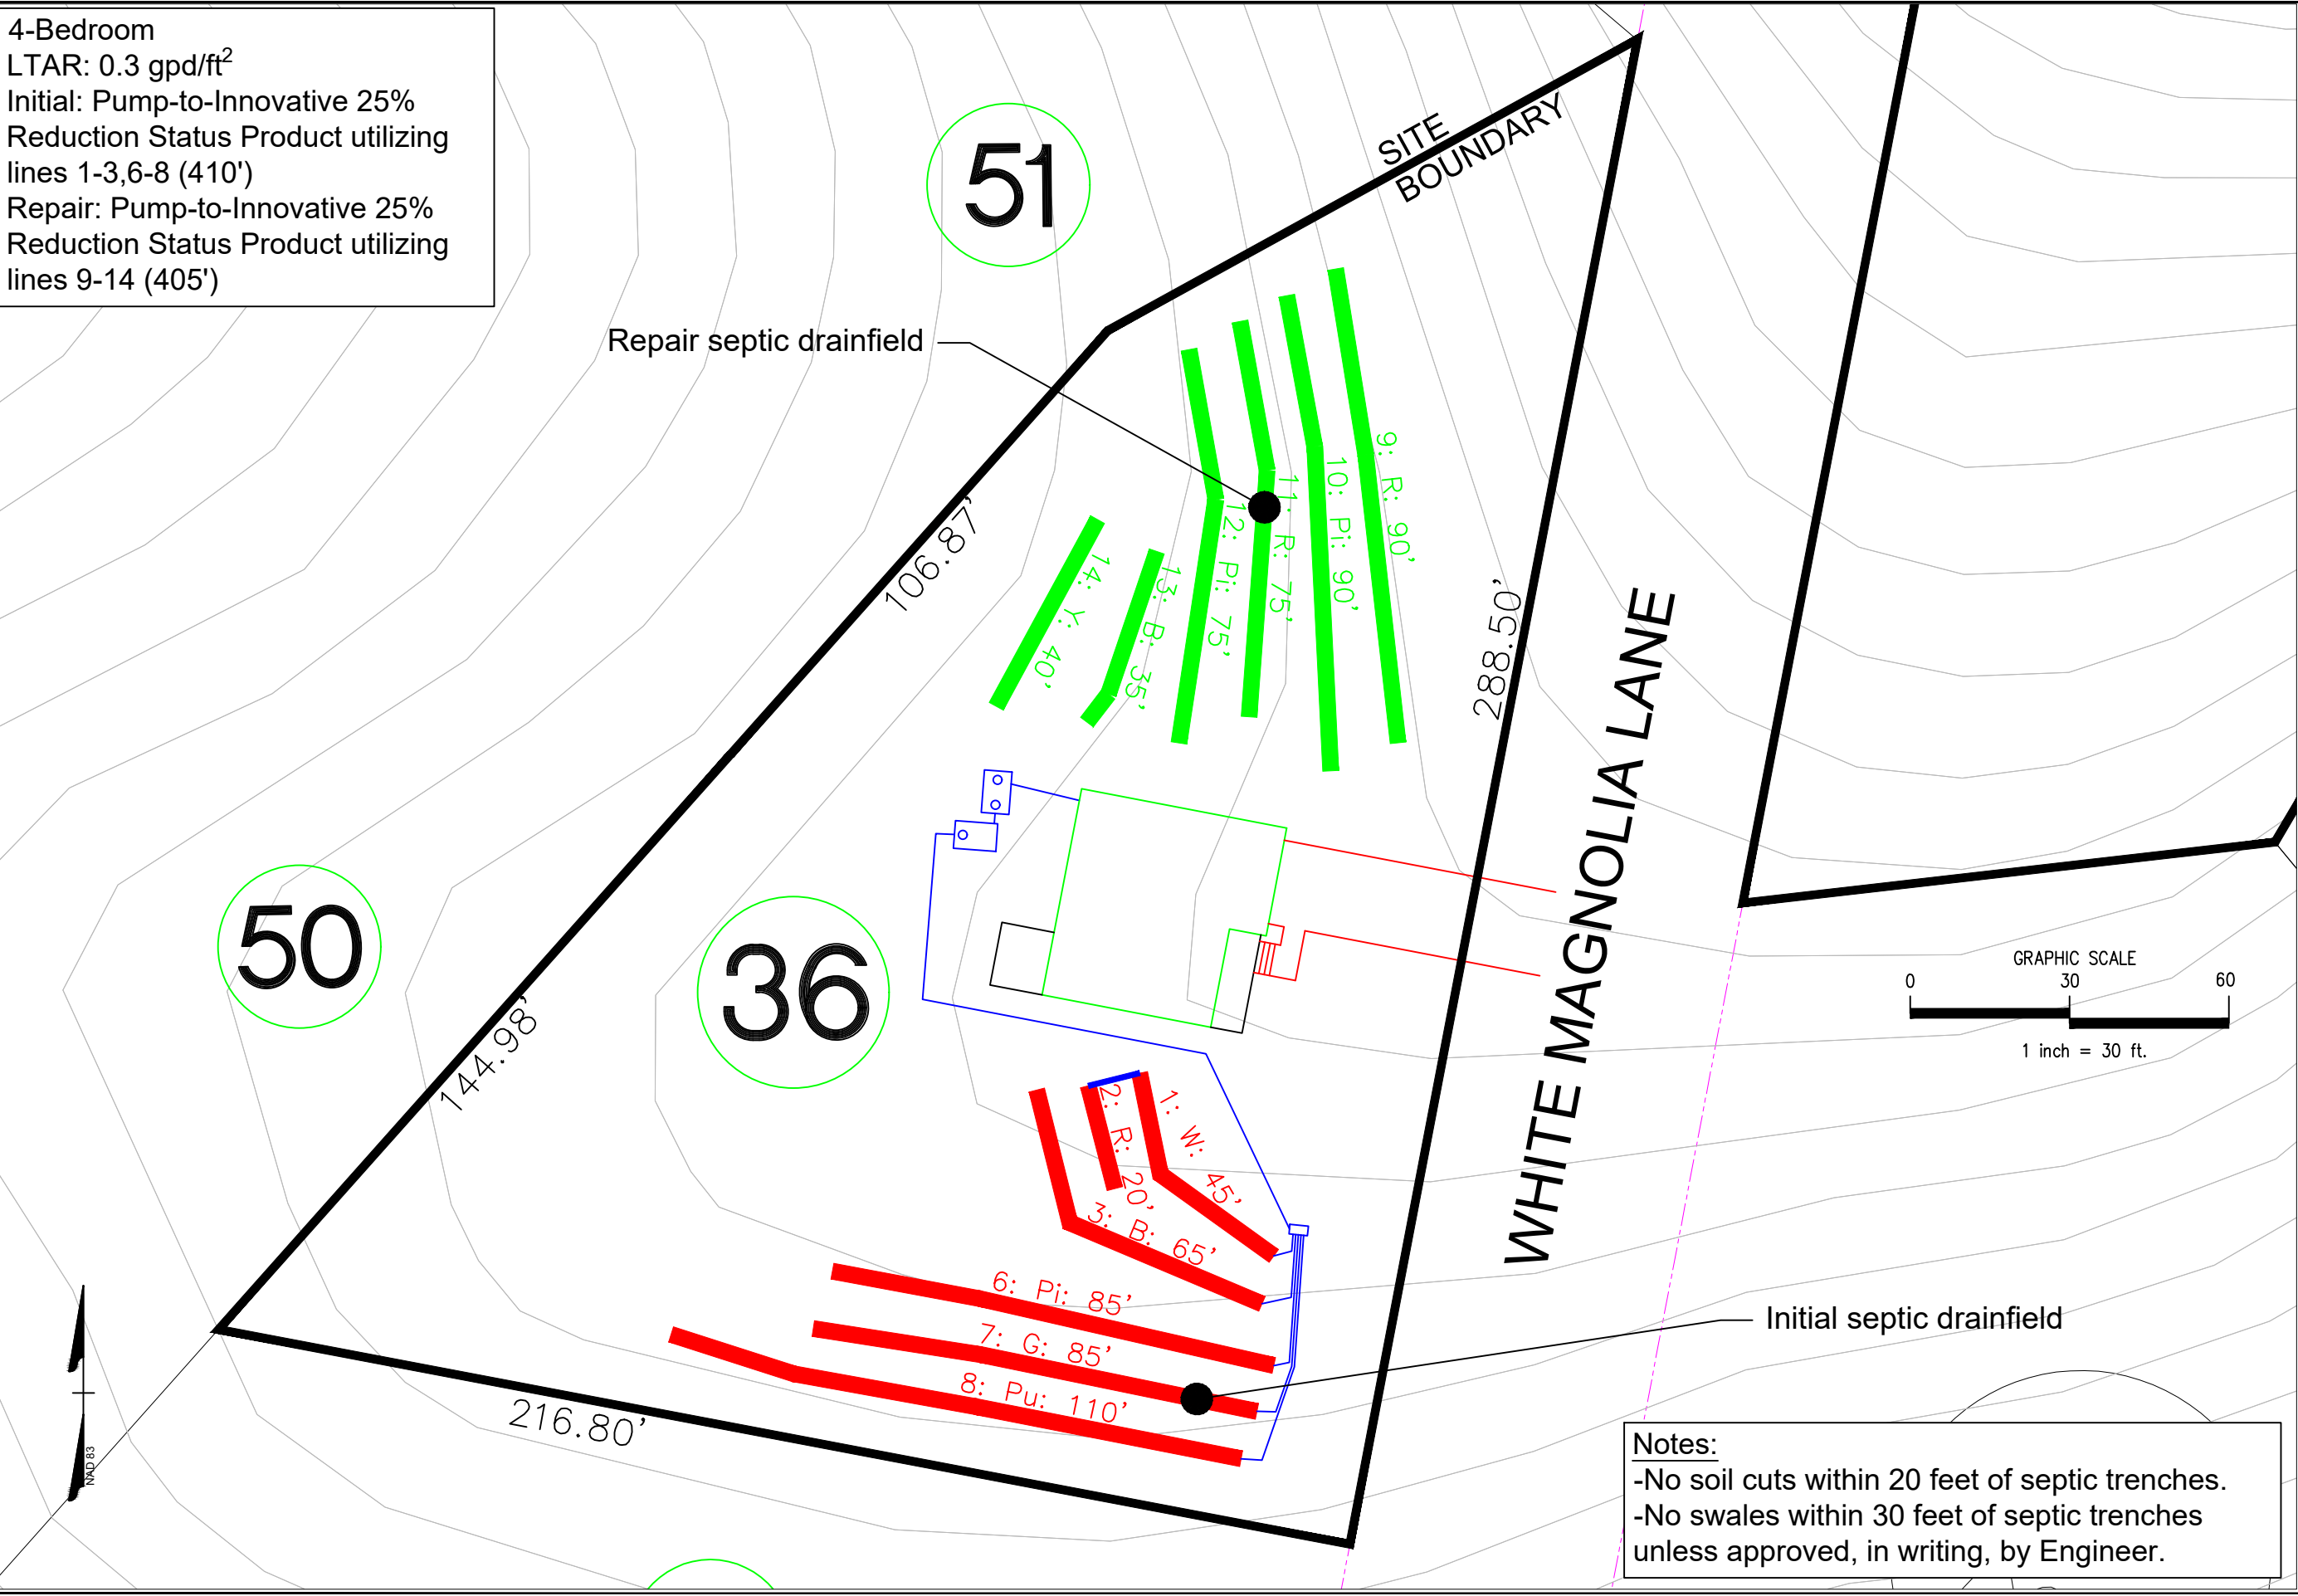 4-Bedroom
LTAR: 0.3 gpd/ft²
Initial: Pump-to-Innovative 25%
Reduction Status Product utilizing
lines 1-3,6-8 (410')
Repair: Pump-to-Innovative 25%
Reduction Status Product utilizing
lines 9-14 (405')
51
SITE
BOUNDARY
Repair septic drainfield
9: R: 90'
10: Pi: 90'
11: R: 75'
12: Pi: 75'
13: B: 35'
14: Y: 40'
106.87'
288.50'
WHITE MAGNOLIA LANE
50
36
144.98'
GRAPHIC SCALE
0 30 60
1 inch = 30 ft.
1: W: 45'
2: R: 20'
3: B: 65'
6: Pi: 85'
7: G: 85'
8: Pu: 110'
Initial septic drainfield
216.80'
NAD 83
Notes:
-No soil cuts within 20 feet of septic trenches.
-No swales within 30 feet of septic trenches
unless approved, in writing, by Engineer.